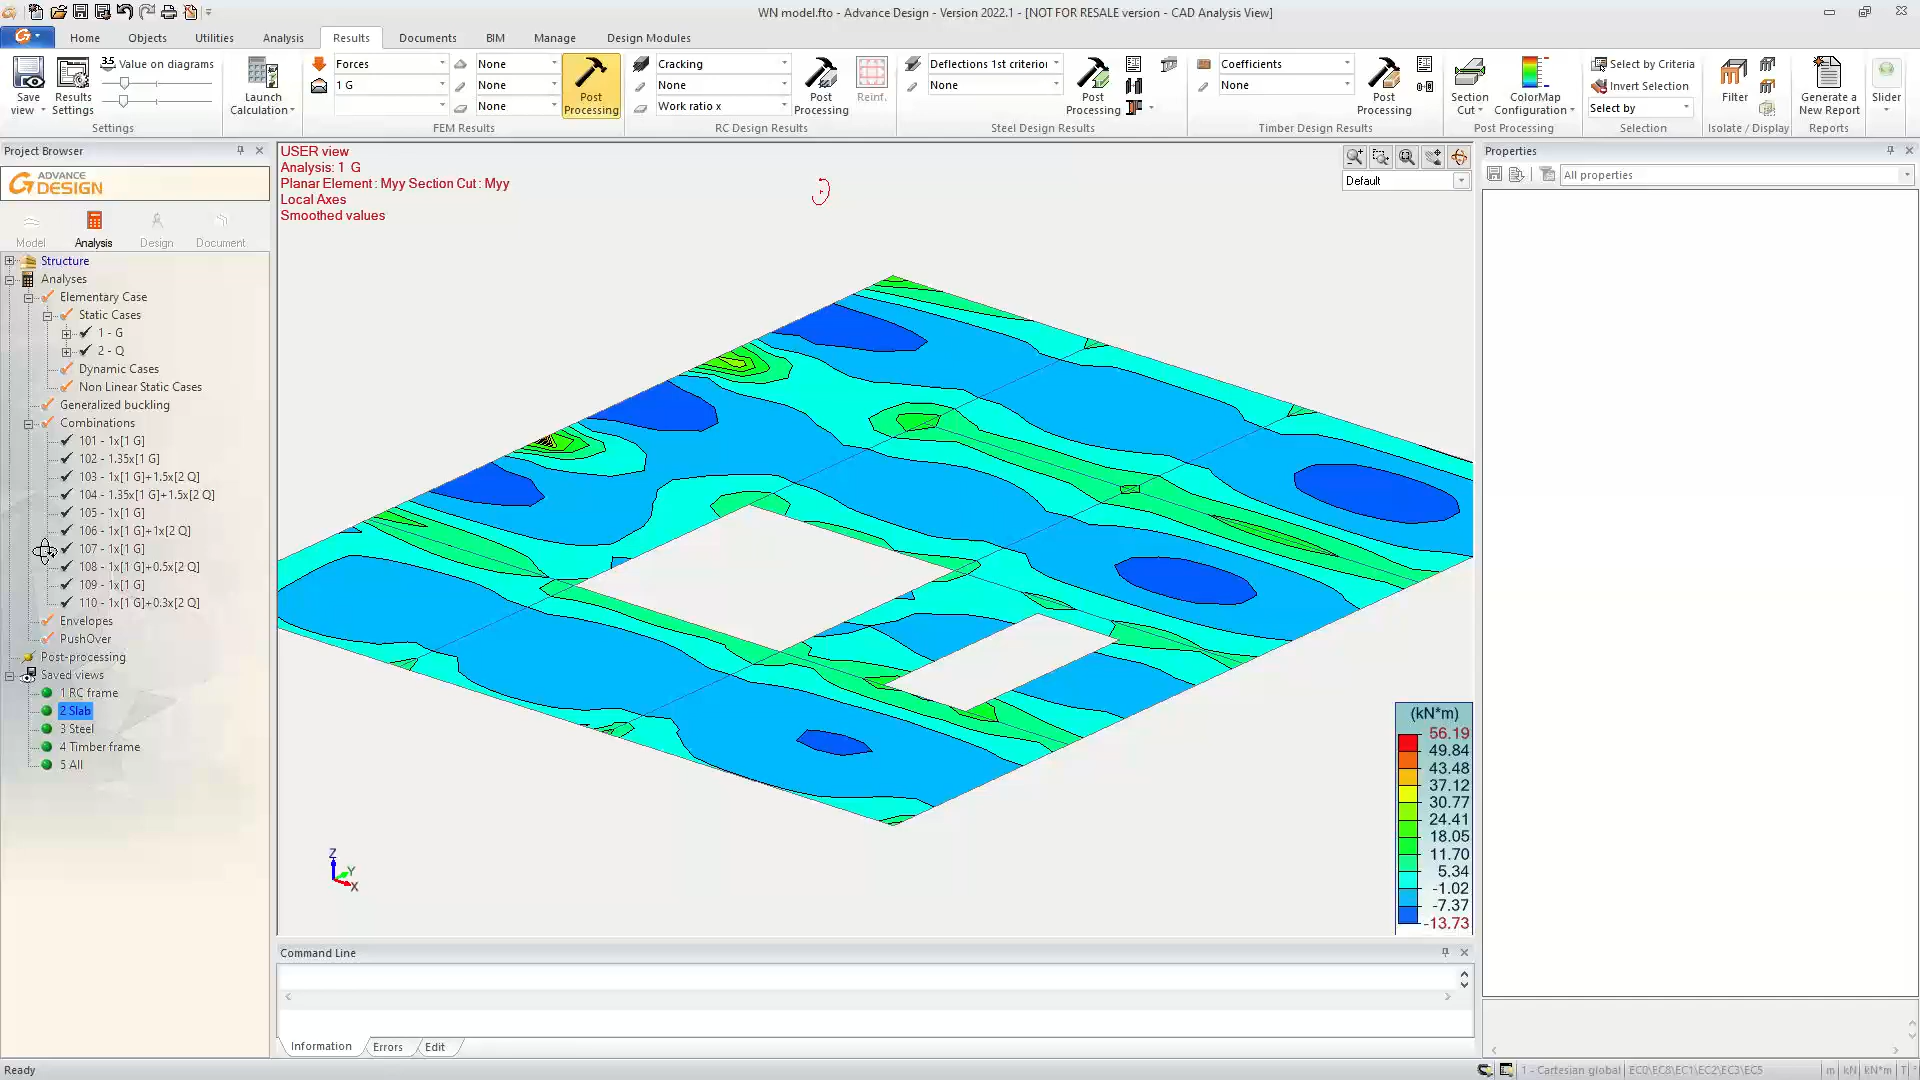 WN model.fto - Advance Design - Version 2022.1 - [NOT FOR RESALE version - CAD Analysis View]
Home
Objects
Utilities
Analysis
Results
Documents
BIM
Manage
Design Modules
Save view
Results Settings
3.5 Value on diagrams
Settings
Launch Calculation
Forces
1 G
None
None
None
Post Processing
FEM Results
Cracking
None
Work ratio x
Post Processing
Reinf.
RC Design Results
Deflections 1st criterio
None
Post Processing
Steel Design Results
Coefficients
None
Post Processing
Timber Design Results
Section Cut
ColorMap Configuration
Post Processing
Select by Criteria
Invert Selection
Select by
Selection
Filter
Isolate / Display
Generate a New Report
Reports
Slider
Project Browser
ADVANCE DESIGN
Model
Analysis
Design
Document
Structure
Analyses
Elementary Case
Static Cases
1 - G
2 - Q
Dynamic Cases
Non Linear Static Cases
Generalized buckling
Combinations
101 - 1x[1 G]
102 - 1.35x[1 G]
103 - 1x[1 G]+1.5x[2 Q]
104 - 1.35x[1 G]+1.5x[2 Q]
105 - 1x[1 G]
106 - 1x[1 G]+1x[2 Q]
107 - 1x[1 G]
108 - 1x[1 G]+0.5x[2 Q]
109 - 1x[1 G]
110 - 1x[1 G]+0.3x[2 Q]
Envelopes
PushOver
Post-processing
Saved views
1 RC frame
2 Slab
3 Steel
4 Timber frame
5 All
USER view
Analysis: 1 G
Planar Element : Myy Section Cut : Myy
Local Axes
Smoothed values
Default
Z
Y
X
(kN*m)
56.19
49.84
43.48
37.12
30.77
24.41
18.05
11.70
5.34
-1.02
-7.37
-13.73
Properties
All properties
Command Line
Information
Errors
Edit
Ready
1 - Cartesian global
EC0\EC8\EC1\EC2\EC3\EC5
m
kN
kN*m
T